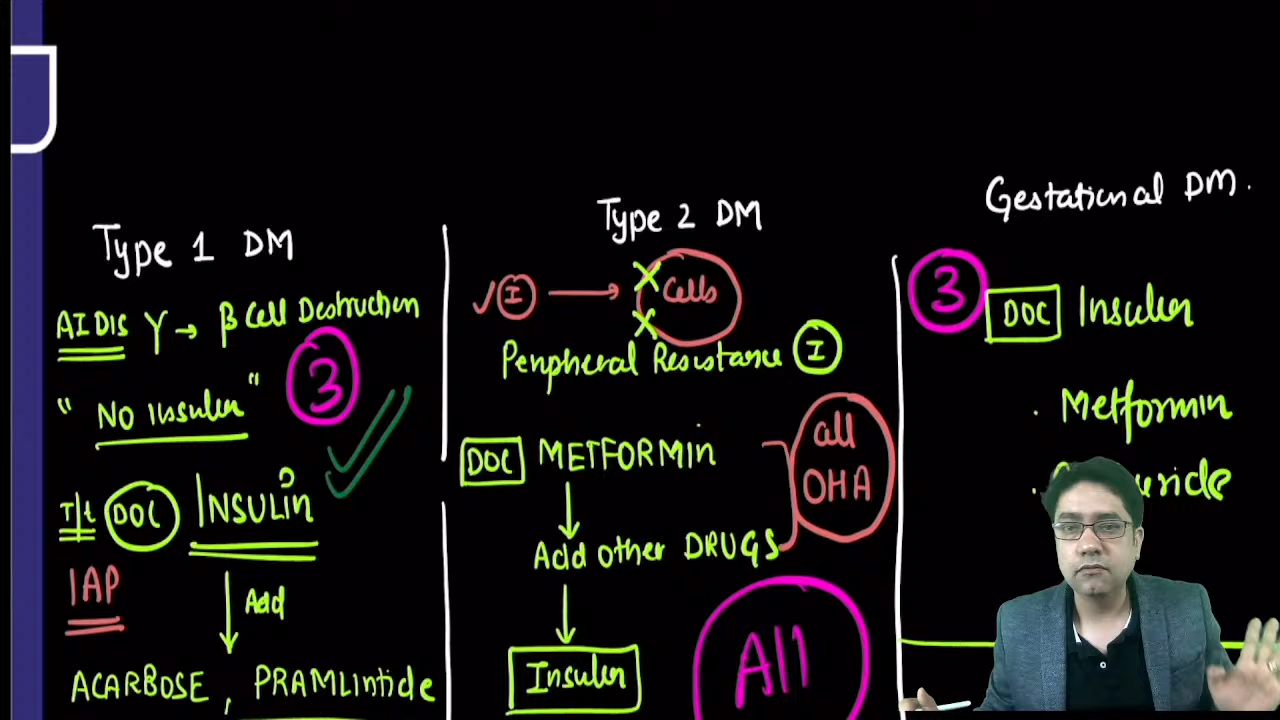 Type 1 DM
AI DIS γ → β Cell Destruction
" NO Insulin "
3
T/t DOC INSULIN
IAP
Add
ACARBOSE , PRAMLintide
Type 2 DM
✓ I → X Cells
X
Peripheral Resistance I
DOC METFORMIN
all
OHA
Add other DRUGS
Insulin
All
Gestational DM.
3 DOC Insulin
. Metformin
.